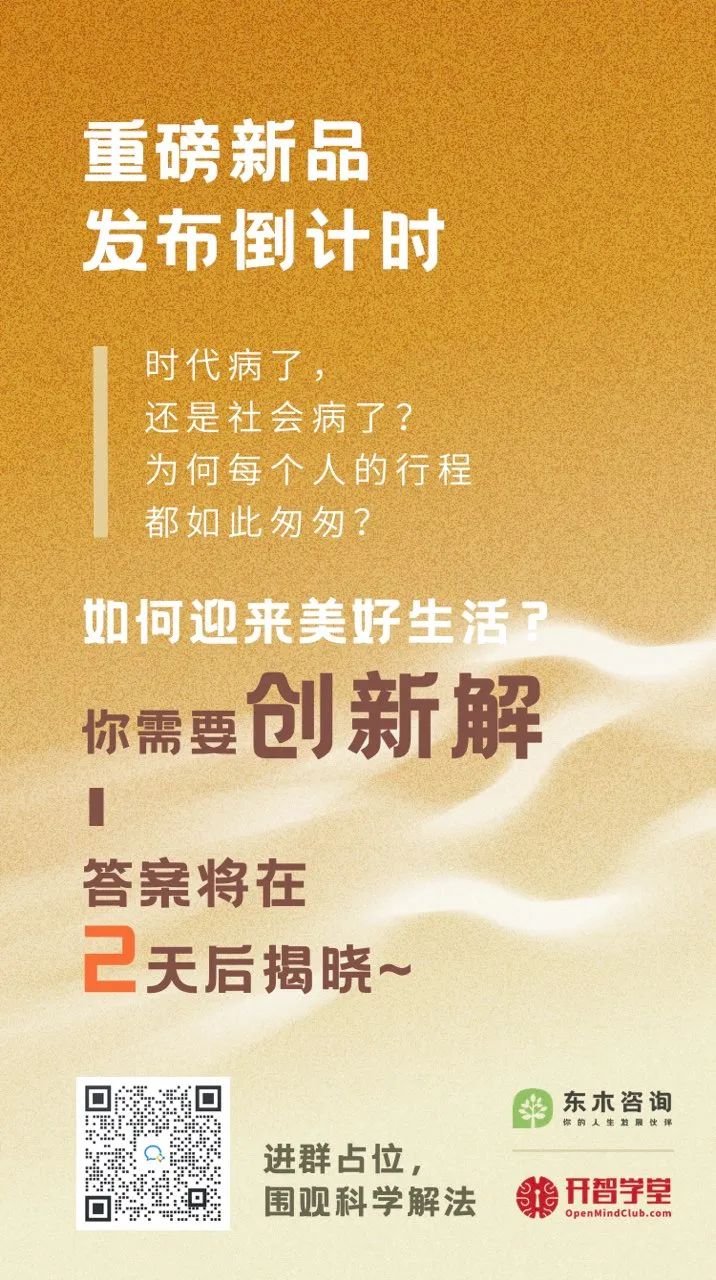 重磅新品
发布倒计时
时代病了，
还是社会病了？
为何每个人的行程
都如此匆匆？
如何迎来美好生活？
你需要创新解
答案将在
2天后揭晓~
进群占位，
围观科学解法
东木咨询
你的人生发展伙伴
开智学堂
OpenMindClub.com